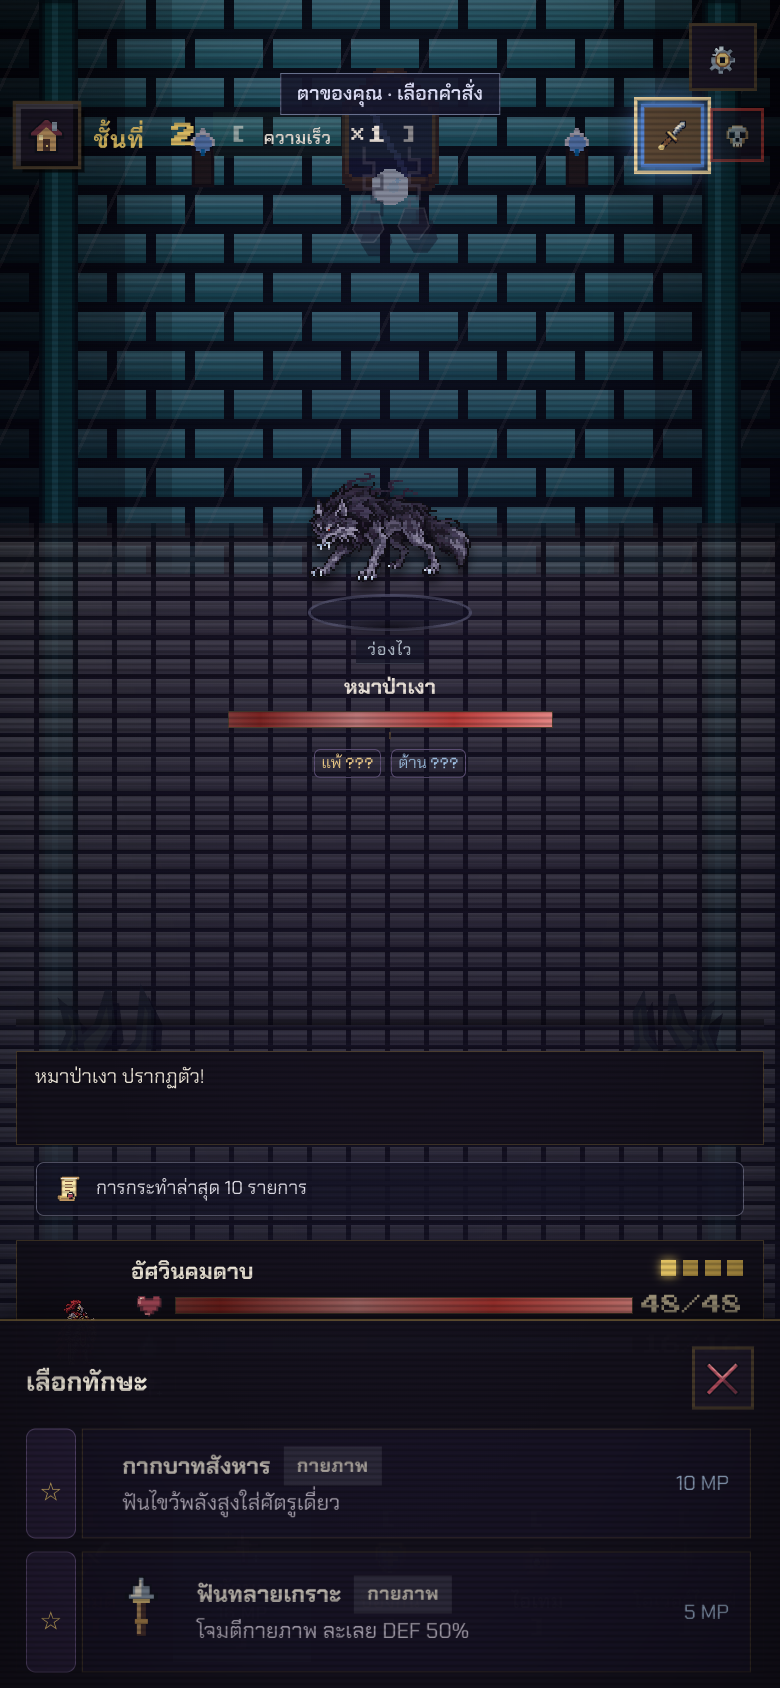 ตาของคุณ · เลือกคำสั่ง
ชั้นที่ 2 [ ความเร็ว ×1 ]
ว่องไว
หมาป่าเงา
แพ้ ??? ต้าน ???
หมาป่าเงา ปรากฏตัว!
การกระทำล่าสุด 10 รายการ
อัศวินคมดาบ
48/48
เลือกทักษะ
กากบาทสังหาร กายภาพ
ฟันไขว้พลังสูงใส่ศัตรูเดี่ยว
10 MP
ฟันทลายเกราะ กายภาพ
โจมตีกายภาพ ละเลย DEF 50%
5 MP